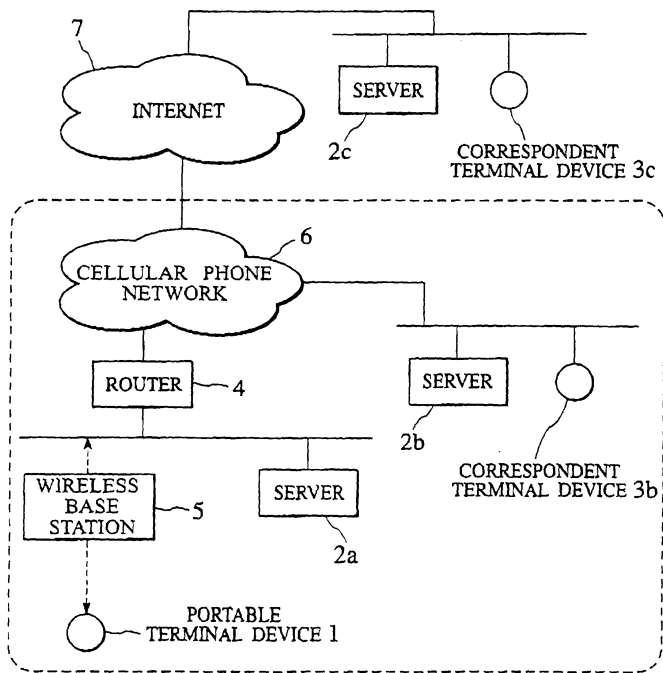 7
INTERNET
SERVER
2c
CORRESPONDENT
TERMINAL DEVICE 3c
6
CELLULAR PHONE
NETWORK
ROUTER
4
SERVER
2b
CORRESPONDENT
TERMINAL DEVICE 3b
WIRELESS
BASE
STATION
5
SERVER
2a
PORTABLE
TERMINAL DEVICE 1